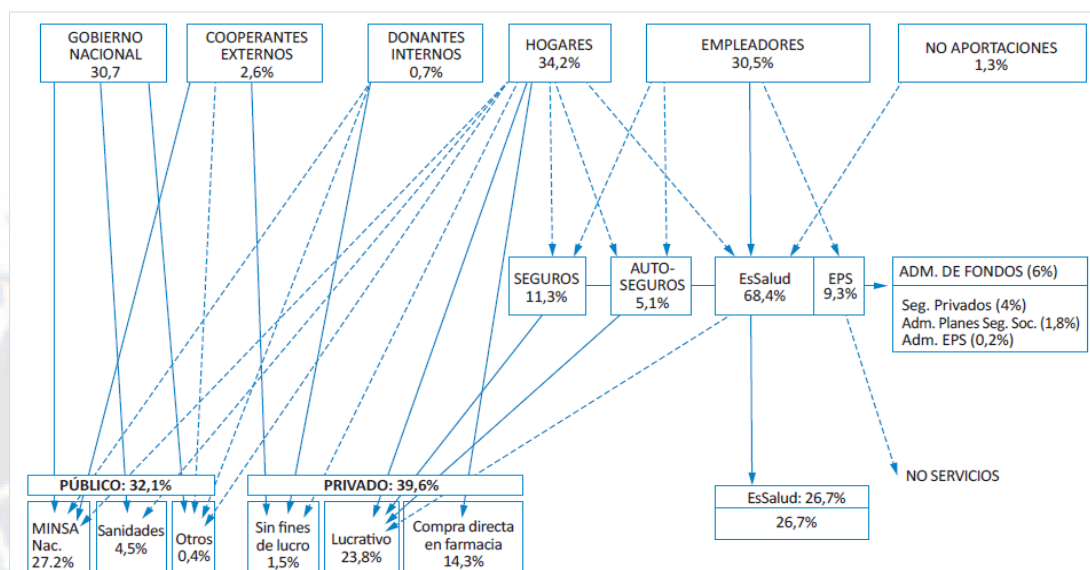 GOBIERNO
NACIONAL
30,7
COOPERANTES
EXTERNOS
2,6%
DONANTES
INTERNOS
0,7%
HOGARES
34,2%
EMPLEADORES
30,5%
NO APORTACIONES
1,3%
SEGUROS
11,3%
AUTO-
SEGUROS
5,1%
EsSalud
68,4%
EPS
9,3%
ADM. DE FONDOS (6%)
Seg. Privados (4%)
Adm. Planes Seg. Soc. (1,8%)
Adm. EPS (0,2%)
NO SERVICIOS
PÚBLICO: 32,1%
MINSA
Nac.
27.2%
Sanidades
4,5%
Otros
0,4%
PRIVADO: 39,6%
Sin fines
de lucro
1,5%
Lucrativo
23,8%
Compra directa
en farmacia
14,3%
EsSalud: 26,7%
26,7%